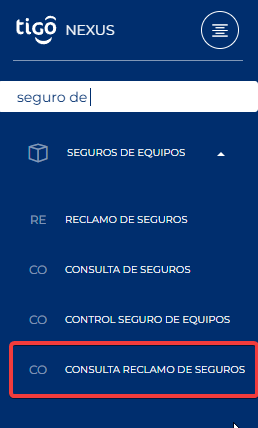 tigo NEXUS
seguro de
SEGUROS DE EQUIPOS
RE RECLAMO DE SEGUROS
CO CONSULTA DE SEGUROS
CO CONTROL SEGURO DE EQUIPOS
CO CONSULTA RECLAMO DE SEGUROS